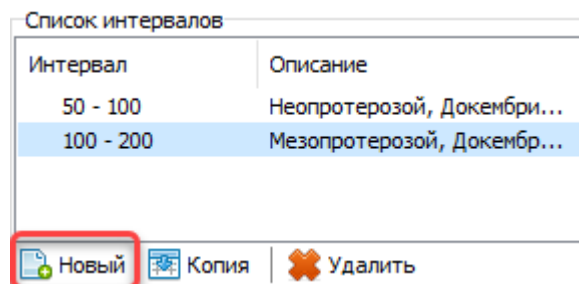 Список интервалов
Интервал Описание
50 - 100 Неопротерозой, Докембри...
100 - 200 Мезопротерозой, Докембр...
Новый Копия Удалить